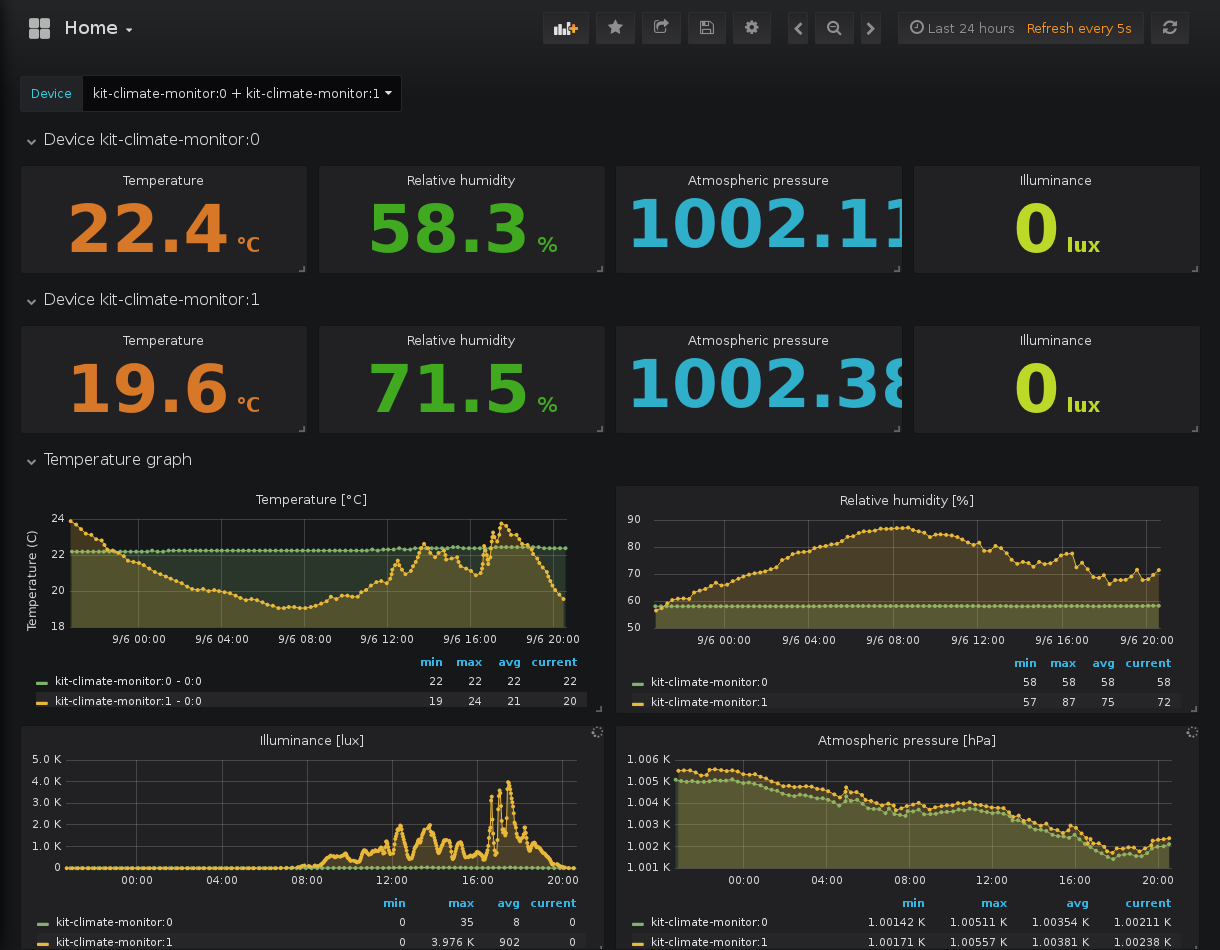 Home
Last 24 hours Refresh every 5s
Device kit-climate-monitor:0 + kit-climate-monitor:1
Device kit-climate-monitor:0
Temperature Relative humidity Atmospheric pressure Illuminance
22.4 °C 58.3 % 1002.11 0 lux
Device kit-climate-monitor:1
Temperature Relative humidity Atmospheric pressure Illuminance
19.6 °C 71.5 % 1002.38 0 lux
Temperature graph
Temperature [°C]
Temperature (C)
24
22
20
18
9/6 00:00 9/6 04:00 9/6 08:00 9/6 12:00 9/6 16:00 9/6 20:00
min max avg current
kit-climate-monitor:0 - 0:0 22 22 22 22
kit-climate-monitor:1 - 0:0 19 24 21 20
Relative humidity [%]
90
80
70
60
50
9/6 00:00 9/6 04:00 9/6 08:00 9/6 12:00 9/6 16:00 9/6 20:00
min max avg current
kit-climate-monitor:0 58 58 58 58
kit-climate-monitor:1 57 87 75 72
Illuminance [lux]
5.0 K
4.0 K
3.0 K
2.0 K
1.0 K
0
00:00 04:00 08:00 12:00 16:00 20:00
min max avg current
kit-climate-monitor:0 0 35 8 0
kit-climate-monitor:1 0 3.976 K 902 0
Atmospheric pressure [hPa]
1.006 K
1.005 K
1.004 K
1.003 K
1.002 K
1.001 K
00:00 04:00 08:00 12:00 16:00 20:00
min max avg current
kit-climate-monitor:0 1.00142 K 1.00511 K 1.00354 K 1.00211 K
kit-climate-monitor:1 1.00171 K 1.00557 K 1.00381 K 1.00238 K